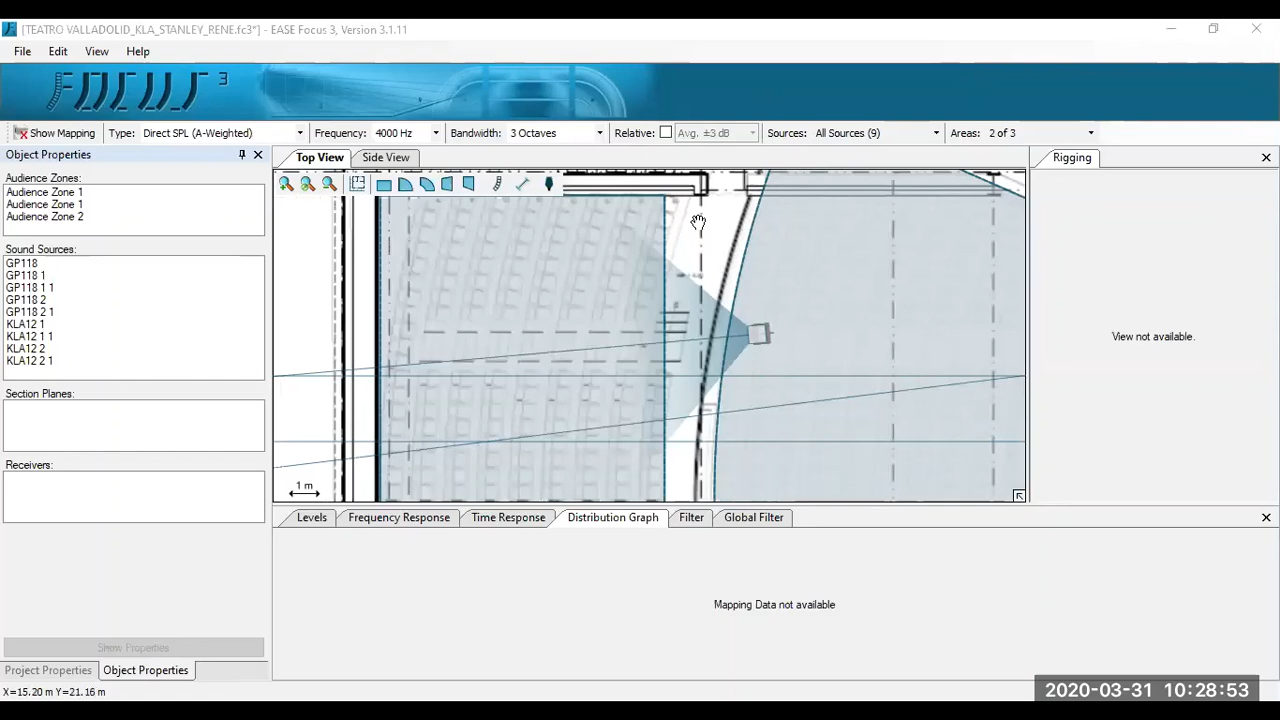 [TEATRO VALLADOLID_KLA_STANLEY_RENE.fc3*] - EASE Focus 3, Version 3.1.11
File Edit View Help
FOCUS 3
Show Mapping Type: Direct SPL (A-Weighted) Frequency: 4000 Hz Bandwidth: 3 Octaves Relative: Avg. ±3 dB Sources: All Sources (9) Areas: 2 of 3
Object Properties
Top View Side View
Rigging
Audience Zones:
Audience Zone 1
Audience Zone 1
Audience Zone 2
Sound Sources:
GP118
GP118 1
GP118 1 1
GP118 2
GP118 2 1
KLA12 1
KLA12 1 1
KLA12 2
KLA12 2 1
View not available.
Section Planes:
Receivers:
1 m
Levels Frequency Response Time Response Distribution Graph Filter Global Filter
Mapping Data not available
Show Properties
Project Properties Object Properties
X=15.20 m Y=21.16 m
2020-03-31 10:28:53